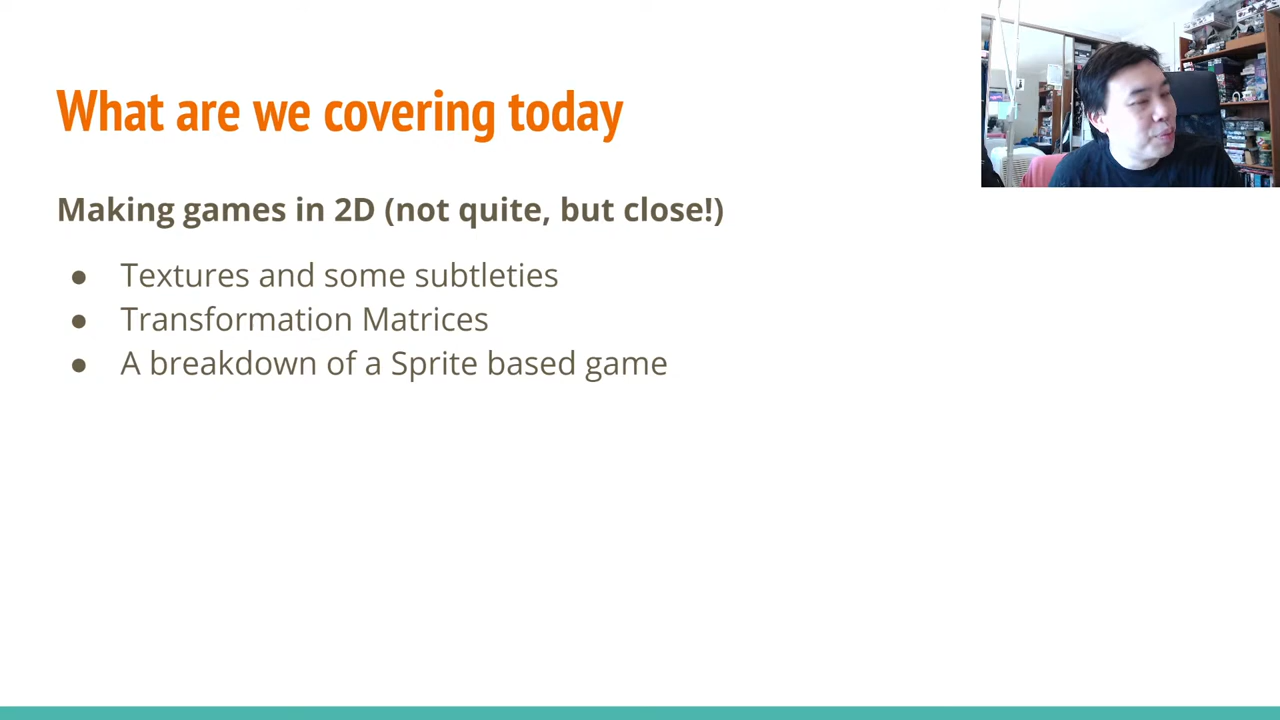 What are we covering today
Making games in 2D (not quite, but close!)
● Textures and some subtleties
● Transformation Matrices
● A breakdown of a Sprite based game